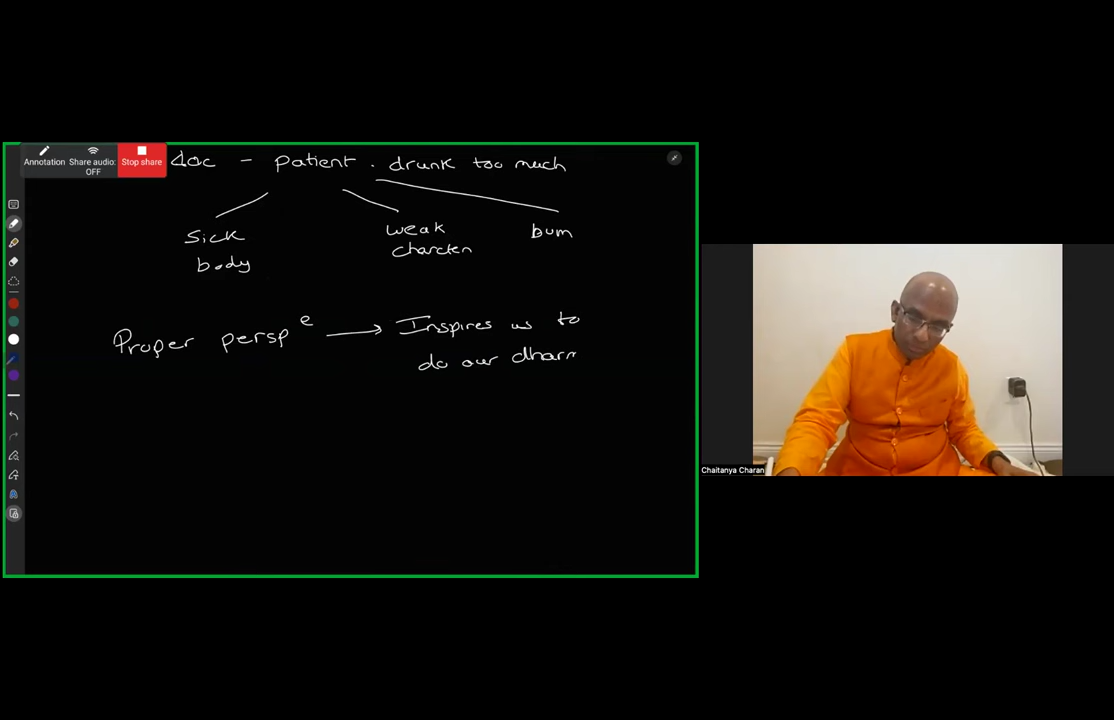 Annotation
Share audio:
OFF
Stop share
doc - patient . drunk too much
sick
body
weak
charcten
bum
Proper persp e → Inspires us to
do our dharm
Chaitanya Charan